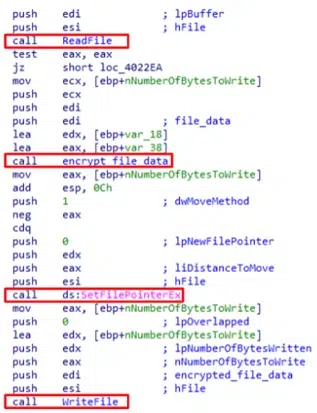 push edi ; lpBuffer
push esi ; hFile
call ReadFile
test eax, eax
jz short loc_4022EA
mov ecx, [ebp+nNumberOfBytesToWrite]
push ecx
push edi
push edi ; file_data
lea edx, [ebp+var_18]
lea eax, [ebp+var_38]
call encrypt_file_data
mov eax, [ebp+nNumberOfBytesToWrite]
add esp, 0Ch
push 1 ; dwMoveMethod
neg eax
cdq
push 0 ; lpNewFilePointer
push edx
push eax ; liDistanceToMove
push esi ; hFile
call ds:SetFilePointerEx
mov eax, [ebp+nNumberOfBytesToWrite]
push 0 ; lpOverlapped
lea edx, [ebp+nNumberOfBytesToWrite]
push edx ; lpNumberOfBytesWritten
push eax ; nNumberOfBytesToWrite
push edi ; encrypted_file_data
push esi ; hFile
call WriteFile